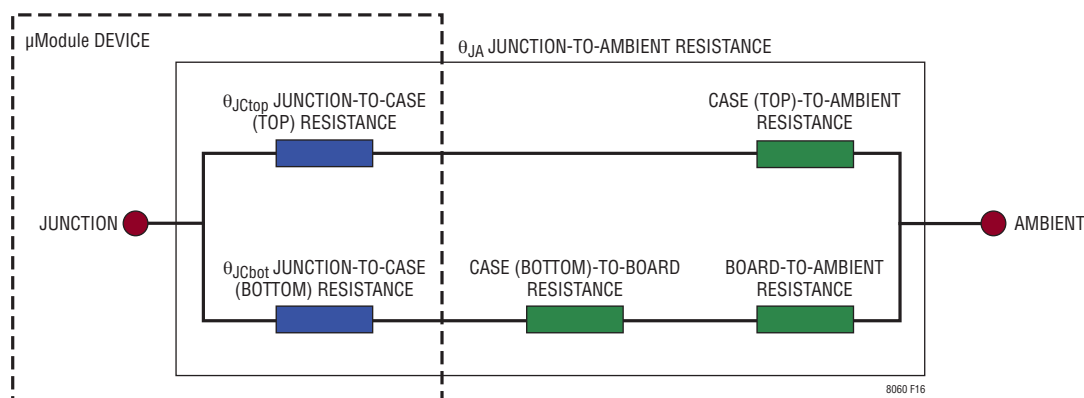 µModule DEVICE
θJA JUNCTION-TO-AMBIENT RESISTANCE
θJCtop JUNCTION-TO-CASE
(TOP) RESISTANCE
CASE (TOP)-TO-AMBIENT
RESISTANCE
JUNCTION
AMBIENT
θJCbot JUNCTION-TO-CASE
(BOTTOM) RESISTANCE
CASE (BOTTOM)-TO-BOARD
RESISTANCE
BOARD-TO-AMBIENT
RESISTANCE
8060 F16